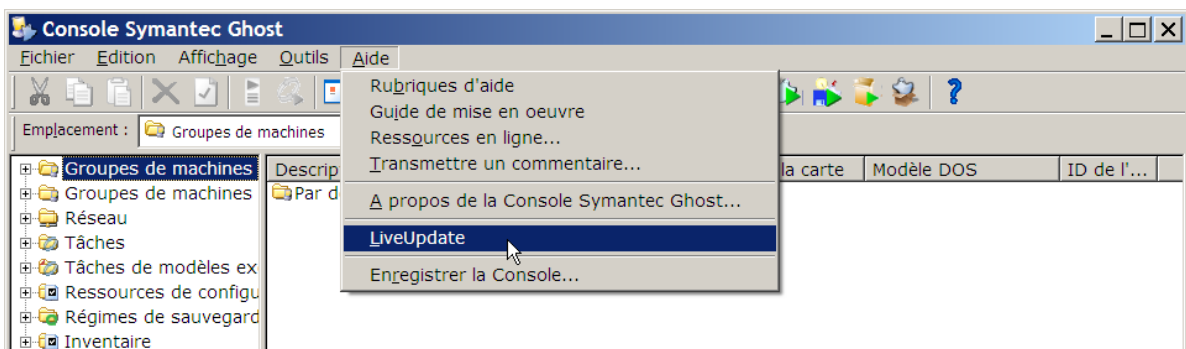 Console Symantec Ghost
Fichier Edition Affichage Outils Aide
Rubriques d'aide
Guide de mise en oeuvre
Ressources en ligne...
Transmettre un commentaire...
A propos de la Console Symantec Ghost...
LiveUpdate
Enregistrer la Console...
Emplacement : Groupes de machines
Descrip la carte Modèle DOS ID de l'...
Par d
Groupes de machines
Groupes de machines
Réseau
Tâches
Tâches de modèles ex
Ressources de configu
Régimes de sauvegard
Inventaire